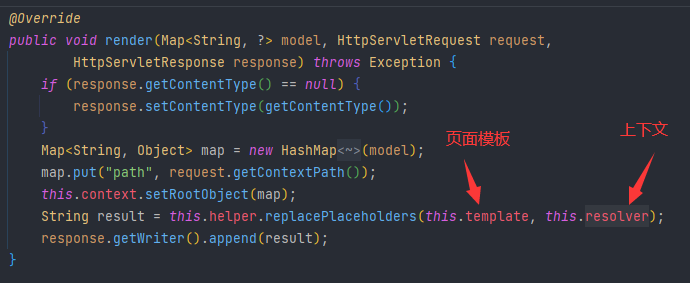 @Override
public void render(Map<String, ?> model, HttpServletRequest request,
        HttpServletResponse response) throws Exception {
    if (response.getContentType() == null) {
        response.setContentType(getContentType());
    }
    Map<String, Object> map = new HashMap<~>(model);
    页面模板
    上下文
    map.put("path", request.getContextPath());
    this.context.setRootObject(map);
    String result = this.helper.replacePlaceholders(this.template, this.resolver);
    response.getWriter().append(result);
}